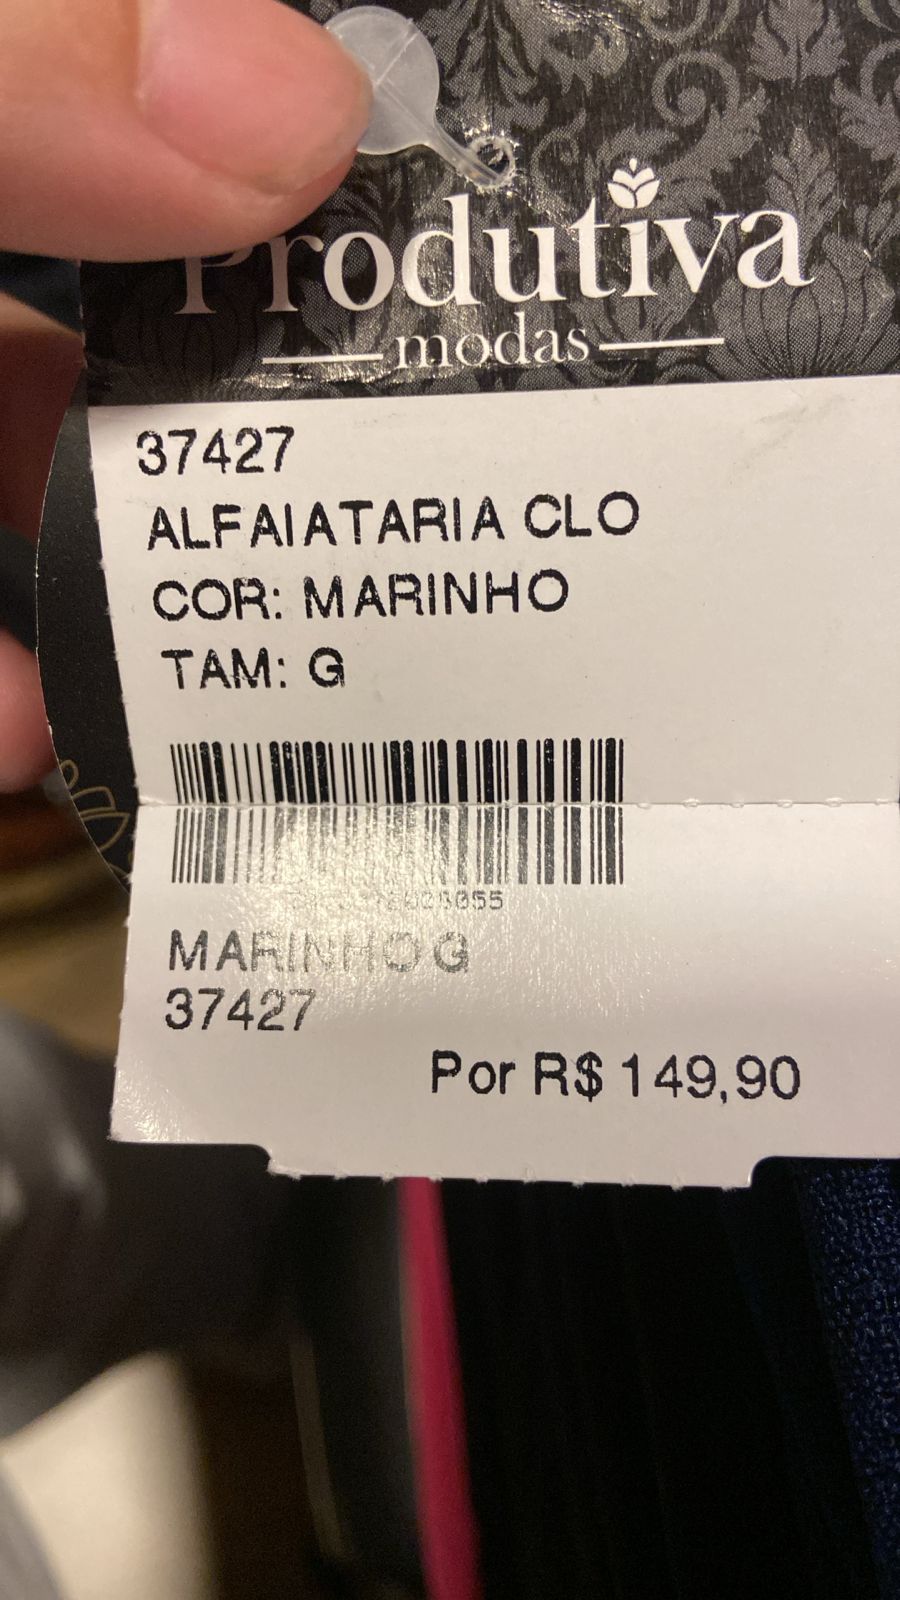 Produtiva
modas
37427
ALFAIATARIA CLO
COR: MARINHO
TAM: G
MARINHO G
37427
Por R$ 149,90